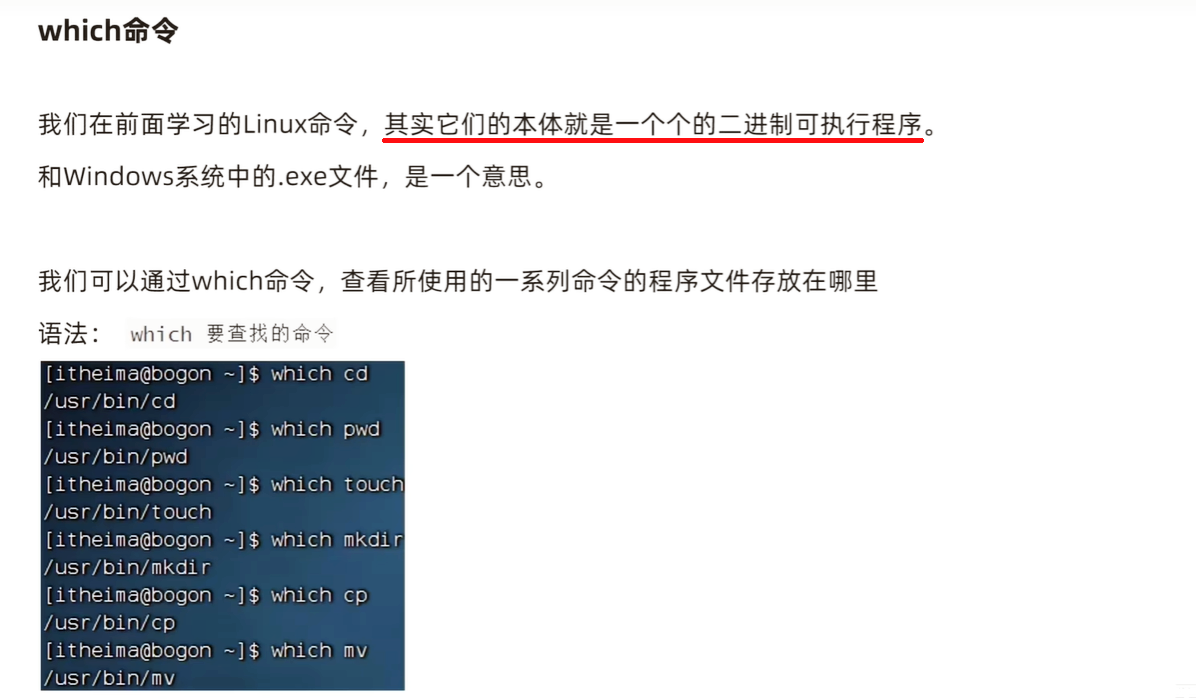 which命令
我们在前面学习的Linux命令，其实它们的本体就是一个个的二进制可执行程序。
和Windows系统中的.exe文件，是一个意思。
我们可以通过which命令，查看所使用的一系列命令的程序文件存放在哪里
语法： which 要查找的命令
[itheima@bogon ~]$ which cd
/usr/bin/cd
[itheima@bogon ~]$ which pwd
/usr/bin/pwd
[itheima@bogon ~]$ which touch
/usr/bin/touch
[itheima@bogon ~]$ which mkdir
/usr/bin/mkdir
[itheima@bogon ~]$ which cp
/usr/bin/cp
[itheima@bogon ~]$ which mv
/usr/bin/mv